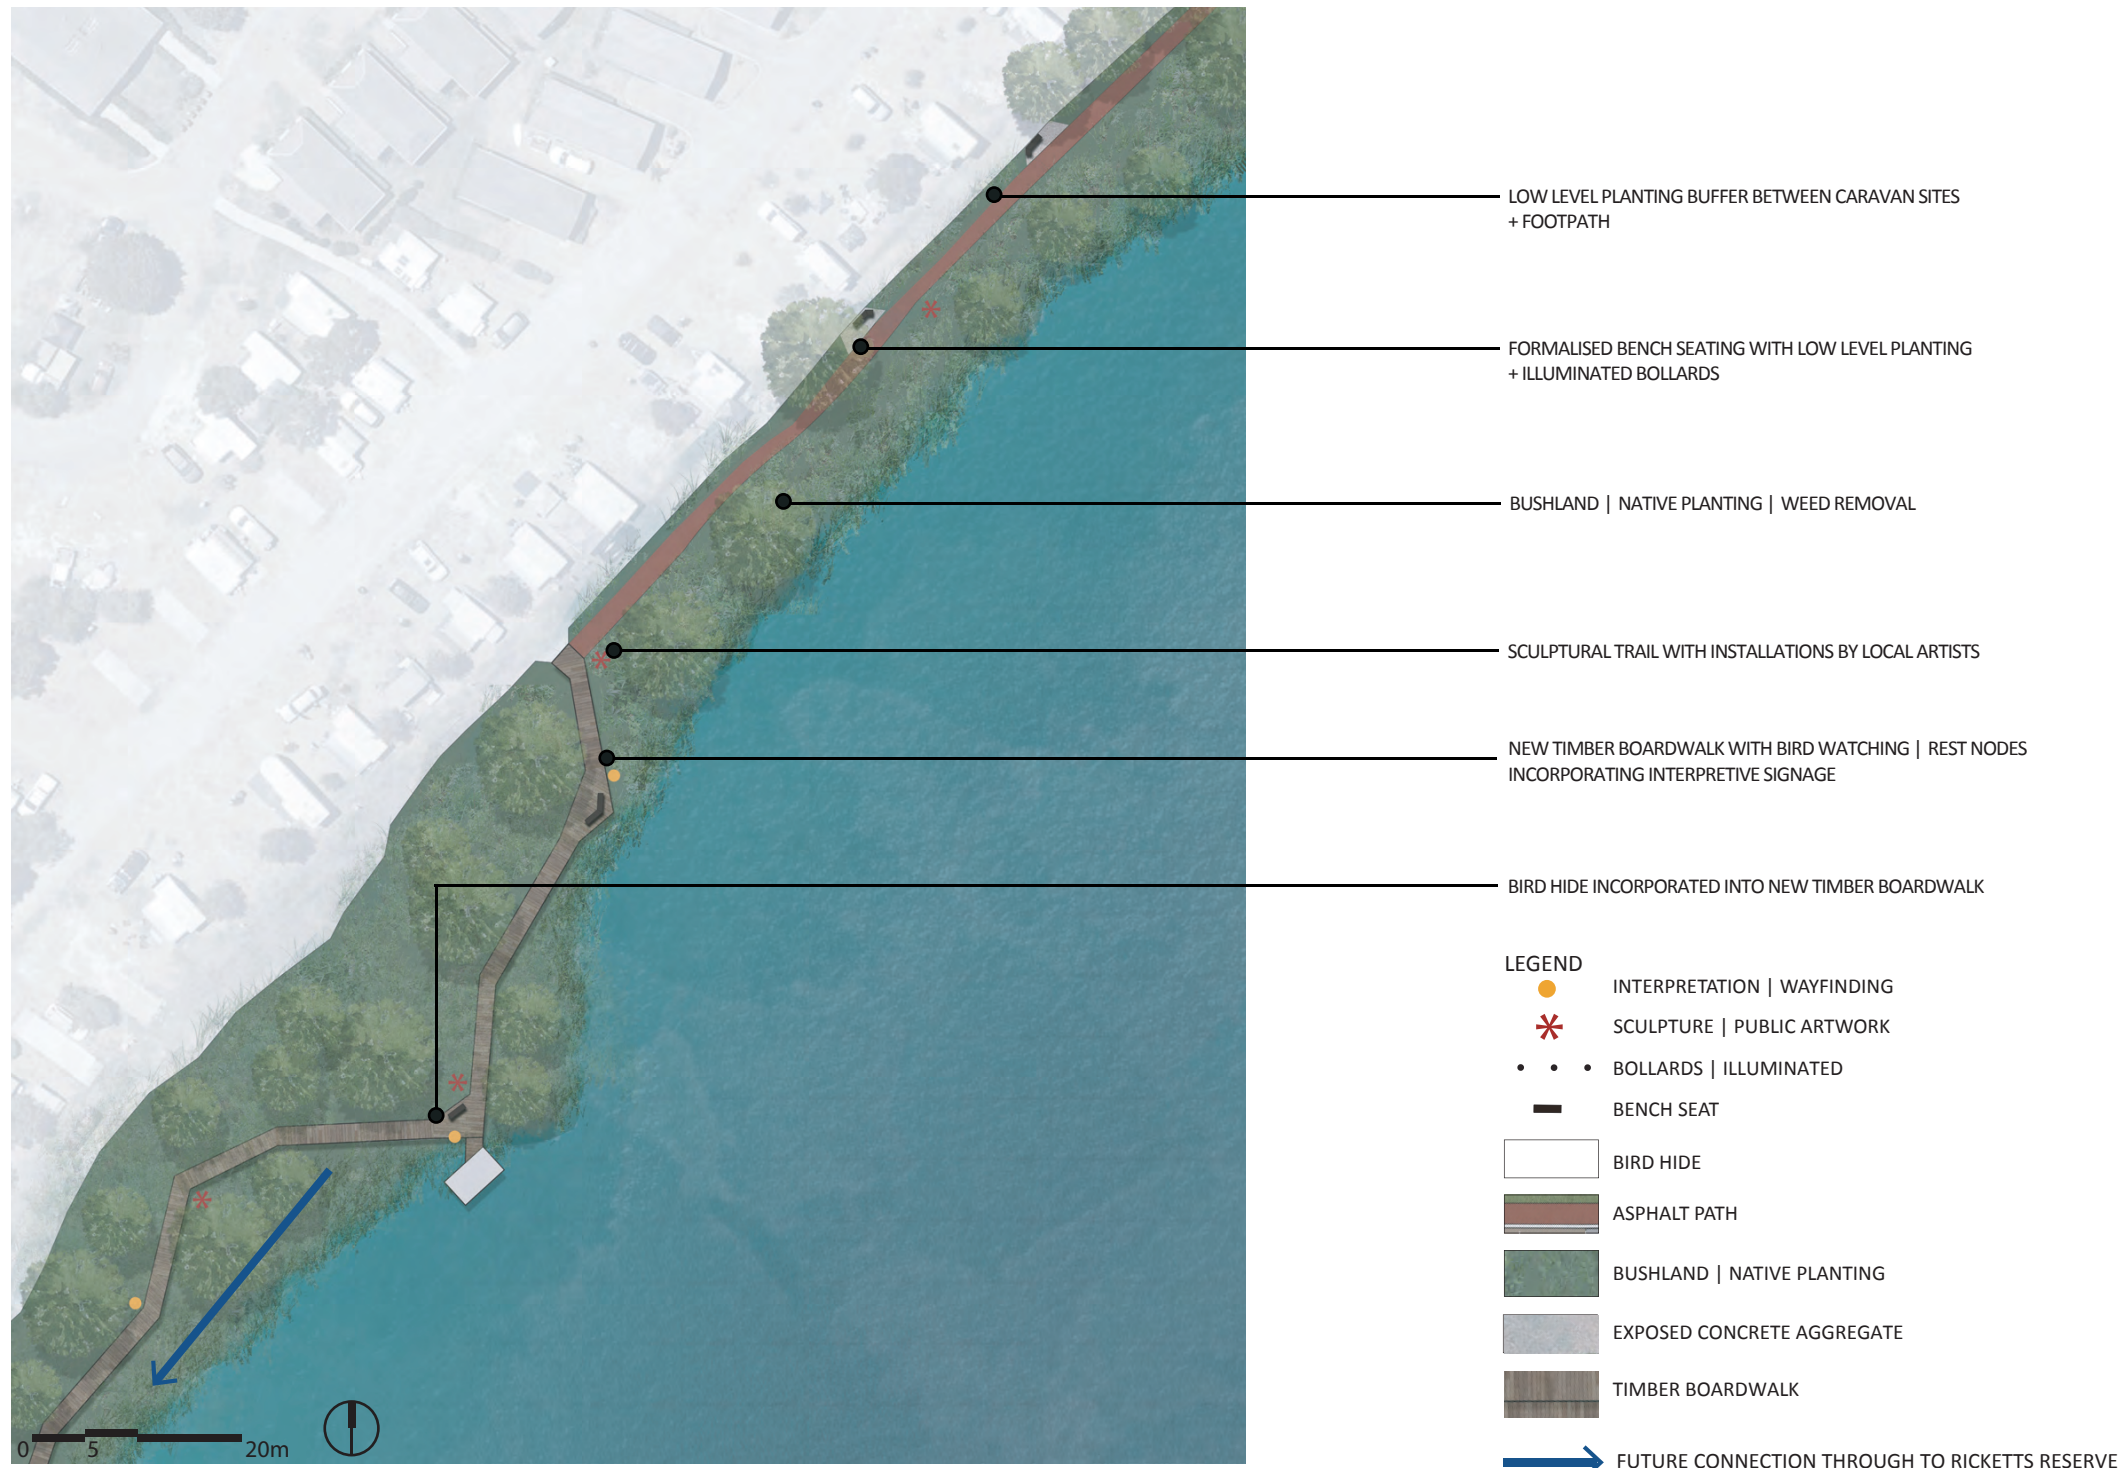 LOW LEVEL PLANTING BUFFER BETWEEN CARAVAN SITES
+ FOOTPATH
FORMALISED BENCH SEATING WITH LOW LEVEL PLANTING
+ ILLUMINATED BOLLARDS
BUSHLAND | NATIVE PLANTING | WEED REMOVAL
SCULPTURAL TRAIL WITH INSTALLATIONS BY LOCAL ARTISTS
NEW TIMBER BOARDWALK WITH BIRD WATCHING | REST NODES
INCORPORATING INTERPRETIVE SIGNAGE
BIRD HIDE INCORPORATED INTO NEW TIMBER BOARDWALK
LEGEND
INTERPRETATION | WAYFINDING
SCULPTURE | PUBLIC ARTWORK
BOLLARDS | ILLUMINATED
BENCH SEAT
BIRD HIDE
ASPHALT PATH
BUSHLAND | NATIVE PLANTING
EXPOSED CONCRETE AGGREGATE
TIMBER BOARDWALK
FUTURE CONNECTION THROUGH TO RICKETTS RESERVE
0 5 20m